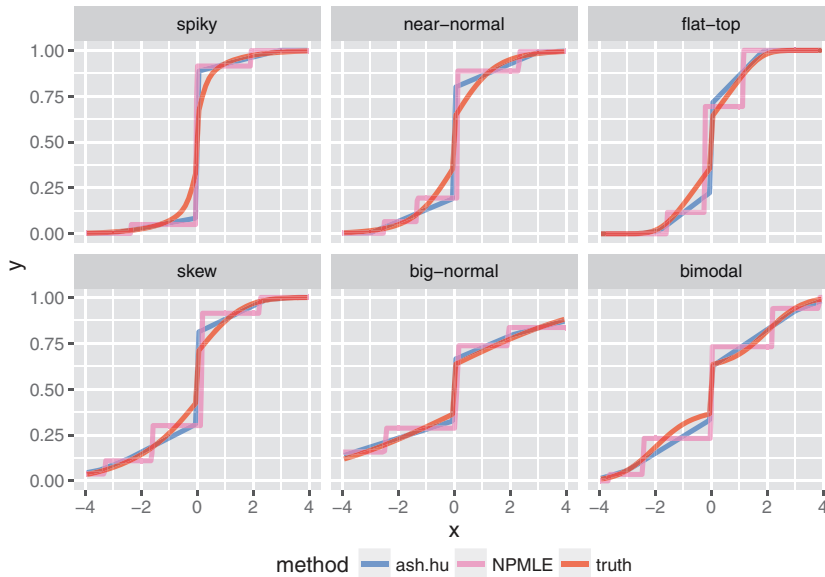 spiky near−normal flat−top
1.00
0.75
0.50
0.25
0.00
y
skew big−normal bimodal
1.00
0.75
0.50
0.25
0.00
−4 −2 0 2 4 −4 −2 0 2 4 −4 −2 0 2 4
x
method ash.hu NPMLE truth